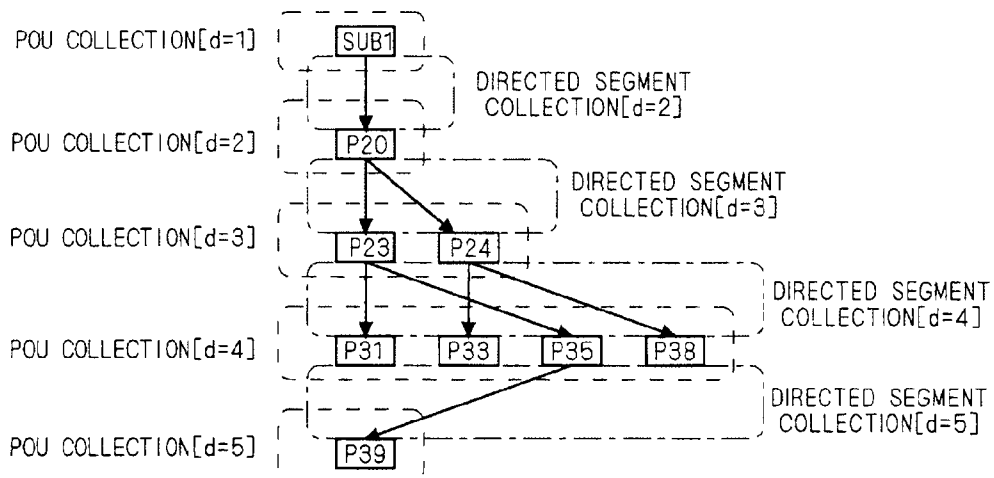 POU COLLECTION[d=1]
SUB1
DIRECTED SEGMENT
COLLECTION[d=2]
POU COLLECTION[d=2]
P20
DIRECTED SEGMENT
COLLECTION[d=3]
POU COLLECTION[d=3]
P23
P24
DIRECTED SEGMENT
COLLECTION[d=4]
POU COLLECTION[d=4]
P31
P33
P35
P38
DIRECTED SEGMENT
COLLECTION[d=5]
POU COLLECTION[d=5]
P39